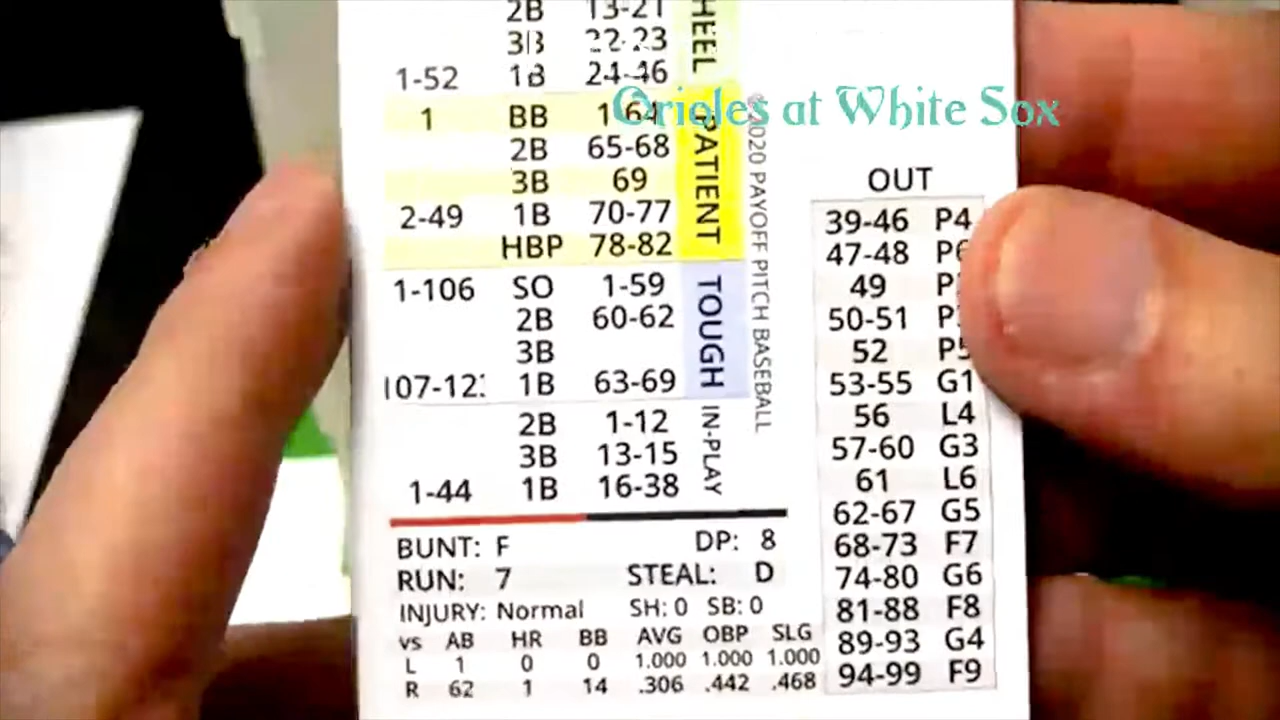 2B 13-21
3B 22-23
1-52 1B 24-46
HEEL
Orioles at White Sox
1 BB 1-64
2B 65-68
3B 69
2-49 1B 70-77
HBP 78-82
PATIENT
1-106 SO 1-59
2B 60-62
3B
1B 63-69
TOUGH
2B 1-12
3B 13-15
1-44 1B 16-38
IN-PLAY
2020 PAYOFF PITCH BASEBALL
BUNT: F DP: 8
RUN: 7 STEAL: D
INJURY: Normal SH: 0 SB: 0
vs AB HR BB AVG OBP SLG
L 1 0 0 1.000 1.000 1.000
R 62 1 14 .306 .442 .468
OUT
39-46 P4
47-48
49
50-51
52 P5
53-55 G1
56 L4
57-60 G3
61 L6
62-67 G5
68-73 F7
74-80 G6
81-88 F8
89-93 G4
94-99 F9